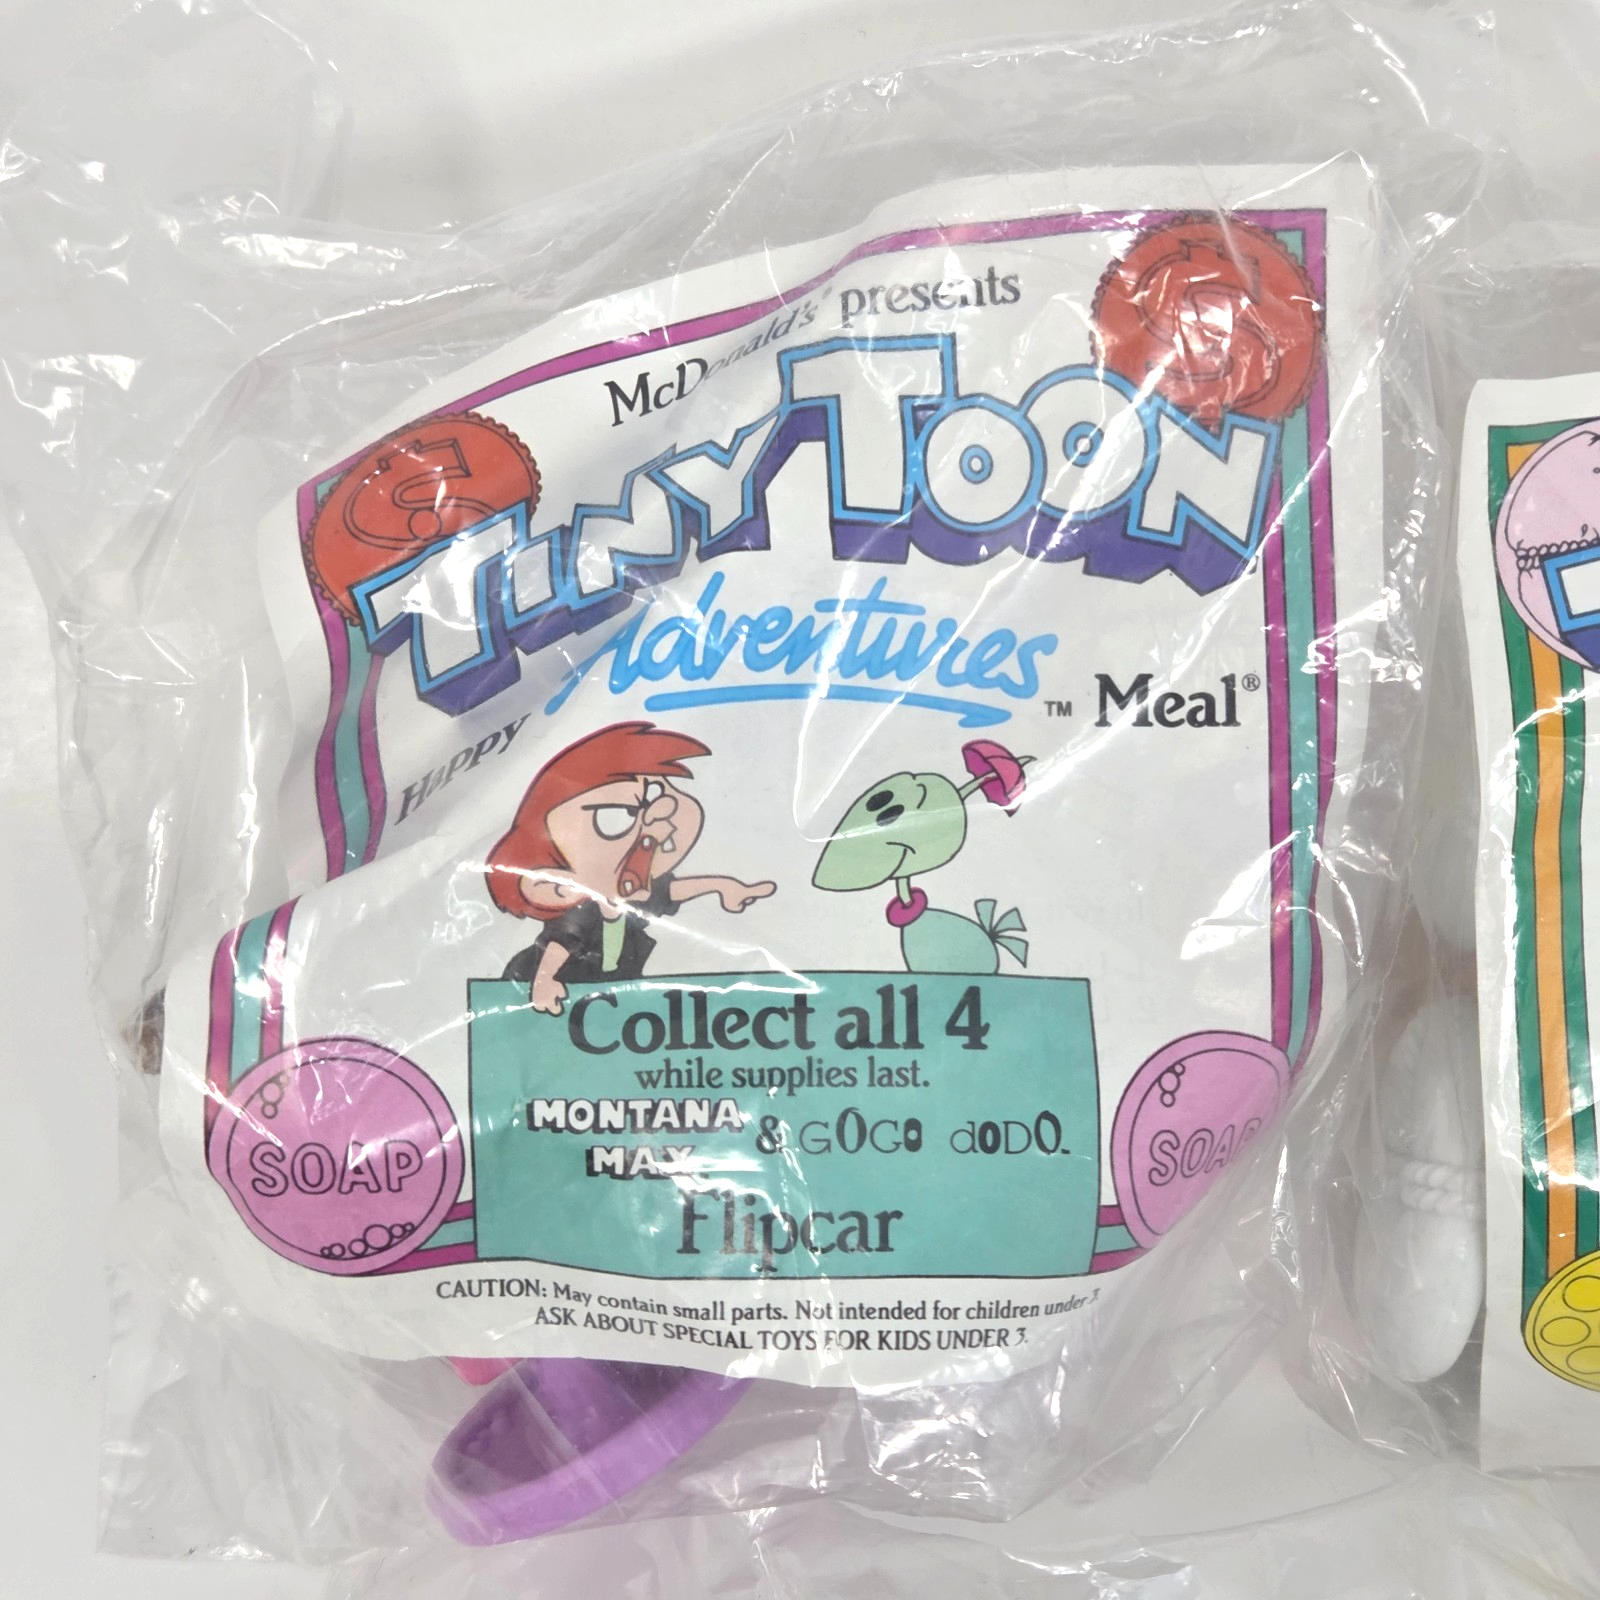 McDonald's® presents
TINY TOON
Adventures™
Happy Meal®
Collect all 4
while supplies last.
MONTANA MAX & GOGO DODO.
Flipcar
SOAP
SOAP
CAUTION: May contain small parts. Not intended for children under 3.
ASK ABOUT SPECIAL TOYS FOR KIDS UNDER 3.